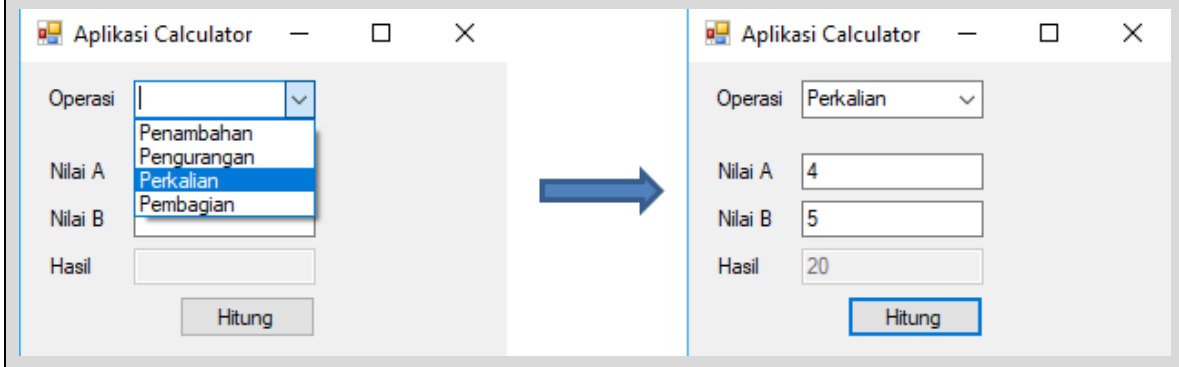 Aplikasi Calculator
Operasi
Penambahan
Pengurangan
Perkalian
Pembagian
Nilai A
Nilai B
Hasil
Hitung
Aplikasi Calculator
Operasi Perkalian
Nilai A 4
Nilai B 5
Hasil 20
Hitung